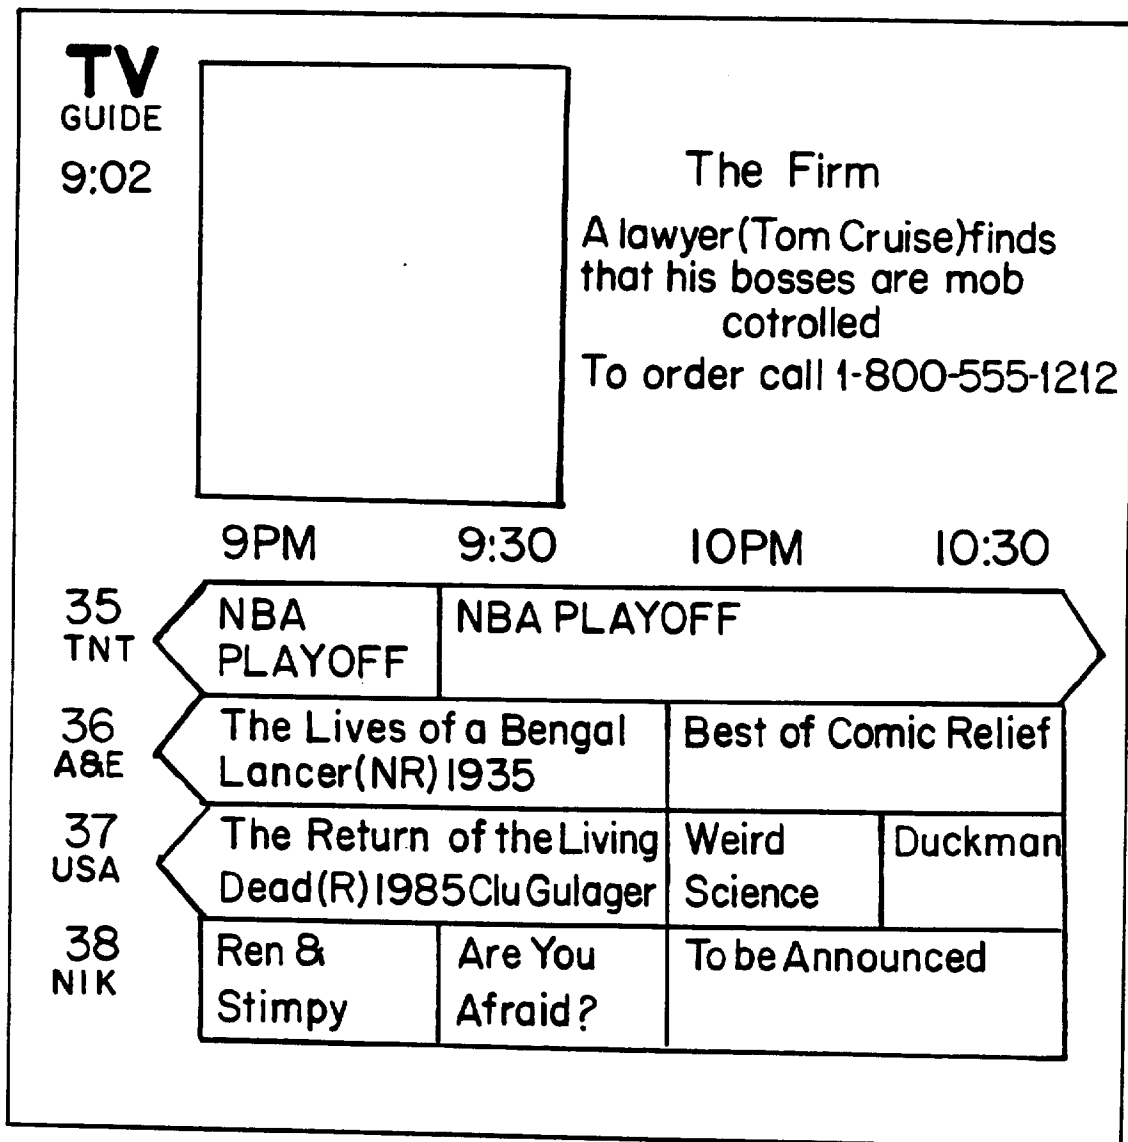 TV
GUIDE
9:02
The Firm
A lawyer(Tom Cruise)finds
that his bosses are mob
cotrolled
To order call 1-800-555-1212
9PM 9:30 10PM 10:30
35
TNT
NBA
PLAYOFF
NBA PLAYOFF
36
A&E
The Lives of a Bengal
Lancer(NR) 1935
Best of Comic Relief
37
USA
The Return of the Living
Dead(R) 1985 Clu Gulager
Weird
Science
Duckman
38
NIK
Ren &
Stimpy
Are You
Afraid?
To be Announced